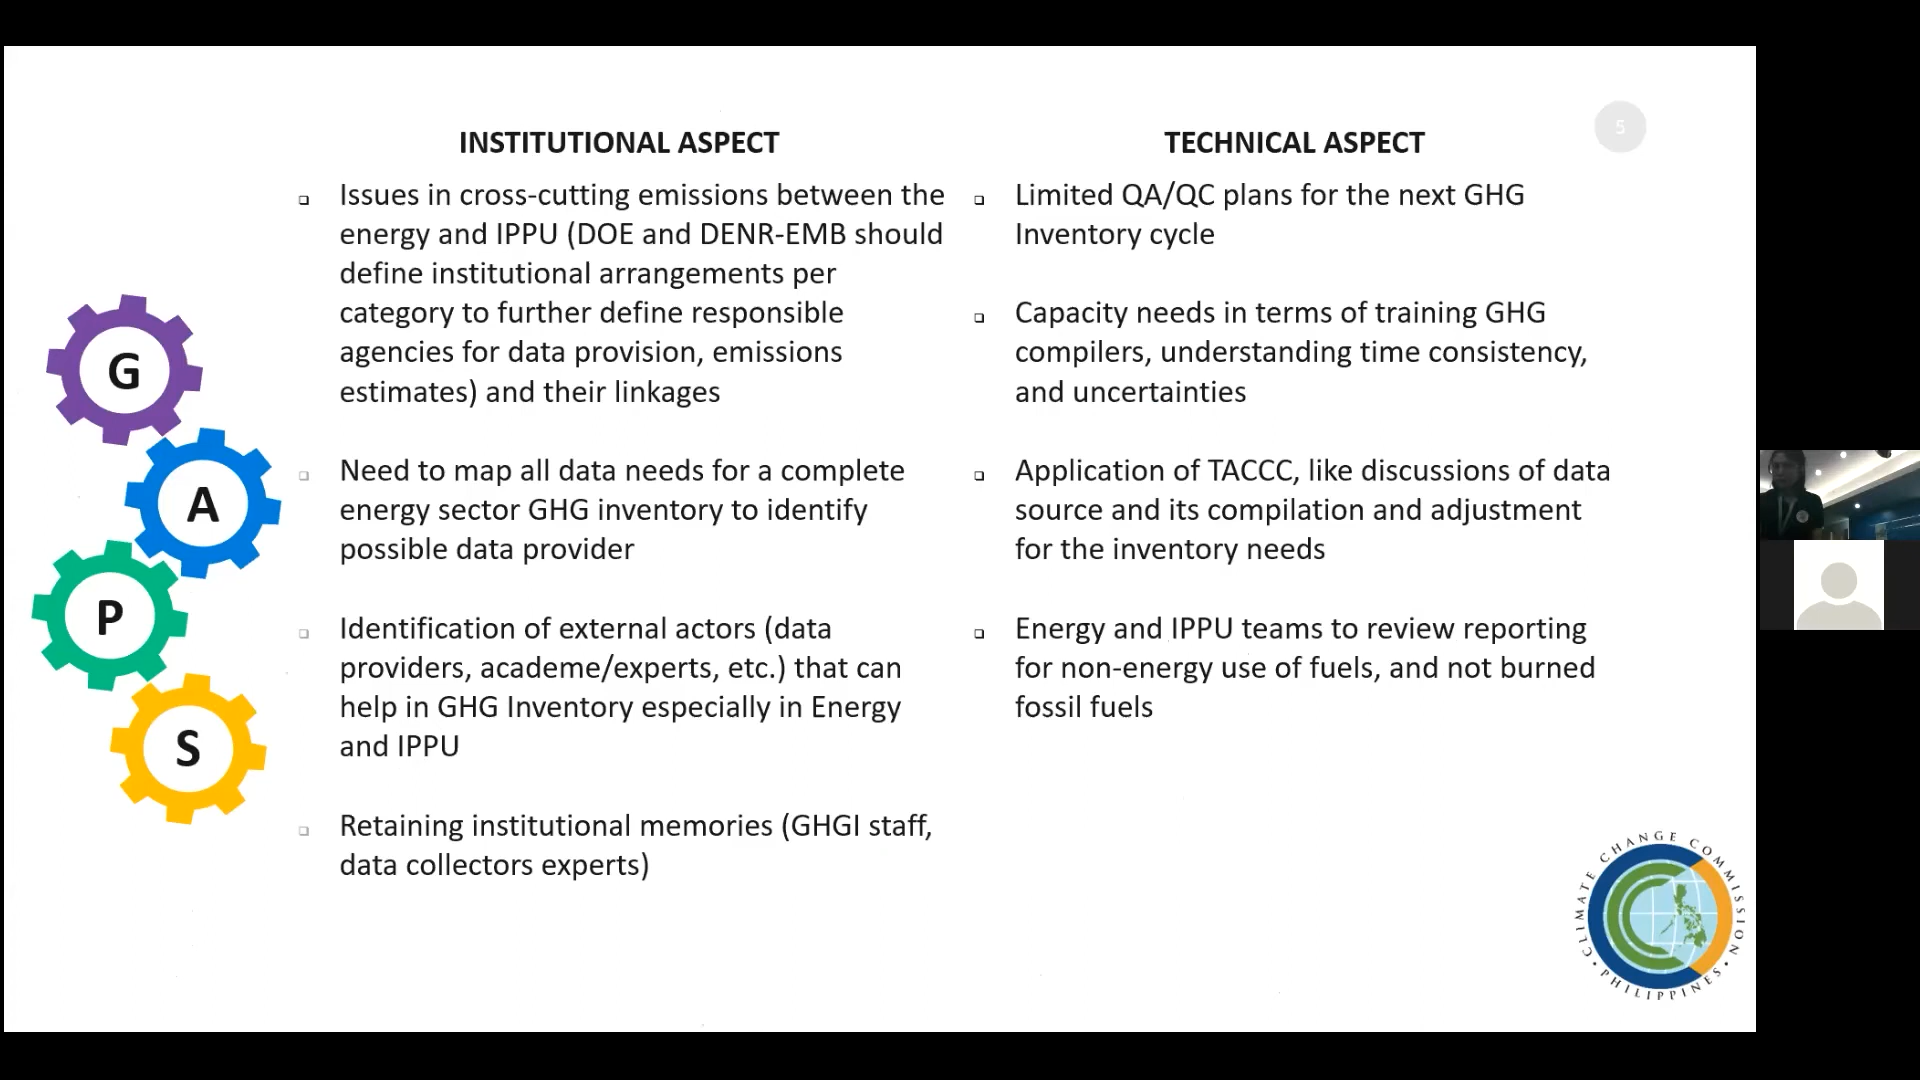 5
INSTITUTIONAL ASPECT
❑ Issues in cross-cutting emissions between the
energy and IPPU (DOE and DENR-EMB should
define institutional arrangements per
category to further define responsible
agencies for data provision, emissions
estimates) and their linkages
❑ Need to map all data needs for a complete
energy sector GHG inventory to identify
possible data provider
❑ Identification of external actors (data
providers, academe/experts, etc.) that can
help in GHG Inventory especially in Energy
and IPPU
❑ Retaining institutional memories (GHGI staff,
data collectors experts)
TECHNICAL ASPECT
❑ Limited QA/QC plans for the next GHG
Inventory cycle
❑ Capacity needs in terms of training GHG
compilers, understanding time consistency,
and uncertainties
❑ Application of TACCC, like discussions of data
source and its compilation and adjustment
for the inventory needs
❑ Energy and IPPU teams to review reporting
for non-energy use of fuels, and not burned
fossil fuels
G
A
P
S
CLIMATE CHANGE COMMISSION
• PHILIPPINES •